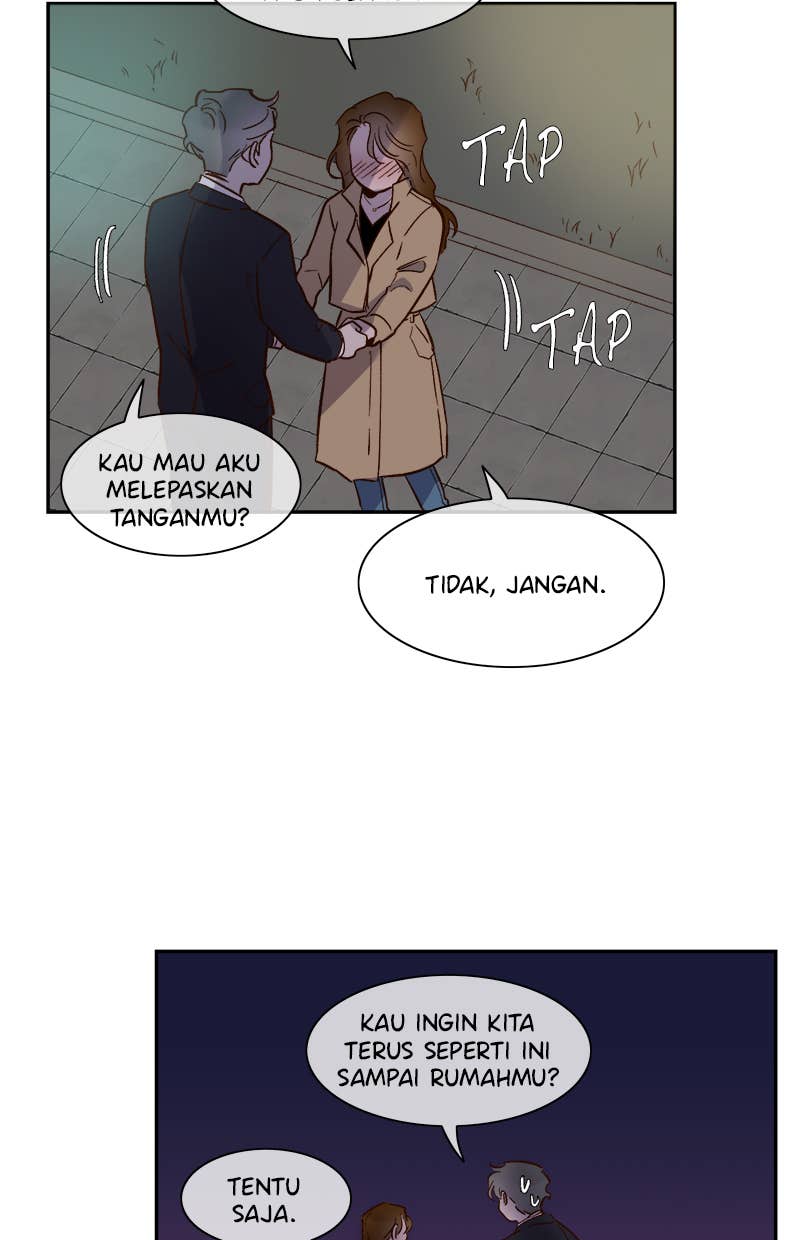 TAP
TAP
KAU MAU AKU
MELEPASKAN
TANGANMU?
TIDAK, JANGAN.
KAU INGIN KITA
TERUS SEPERTI INI
SAMPAI RUMAHMU?
TENTU
SAJA.